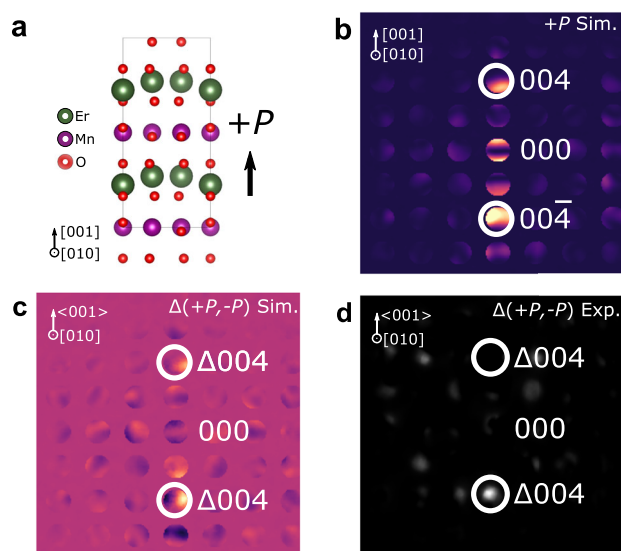 a
Er
Mn
O
+P
[001]
[010]
b
[001]
[010]
+P Sim.
004
000
004̄
c
<001>
[010]
Δ(+P,-P) Sim.
Δ004
000
Δ004
d
<001>
[010]
Δ(+P,-P) Exp.
Δ004
000
Δ004